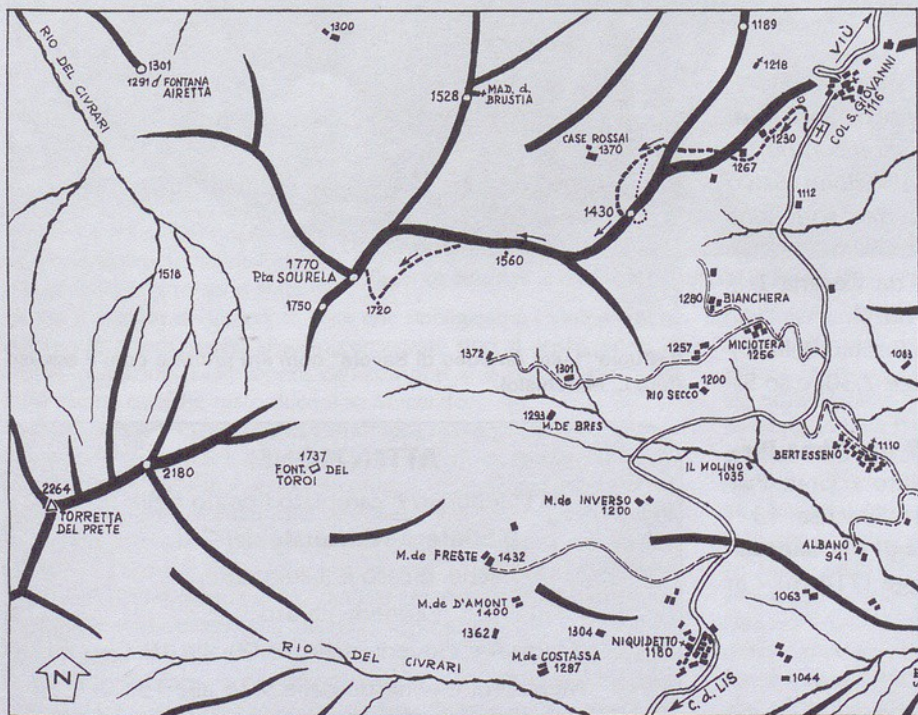 RIO DEL CIVRARI
1301
1291
FONTANA
AIRETTA
1300
1528
MAD. d.
BRUSTIA
CASE ROSSAI
1370
1189
1218
VIÙ
COL S. GIOVANNI
1116
1230
1267
1112
1430
1560
1770
Pta SOURELA
1750
1720
1518
1280
BIANCHERA
MICIOTERA
1256
1257
1372
1301
1200
RIO SECCO
1083
1293
M. DE BRES
1110
BERTESSENO
IL MOLINO
1035
2180
2264
TORRETTA
DEL PRETE
1737
FONT. DEL
TOROI
M. de INVERSO
1200
ALBANO
941
M. de FRESTE
1432
M. de D'AMONT
1400
1362
1304
1063
NIQUIDETTO
1180
M. de COSTASSA
1287
1044
RIO DEL CIVRARI
C. d. LIS
N